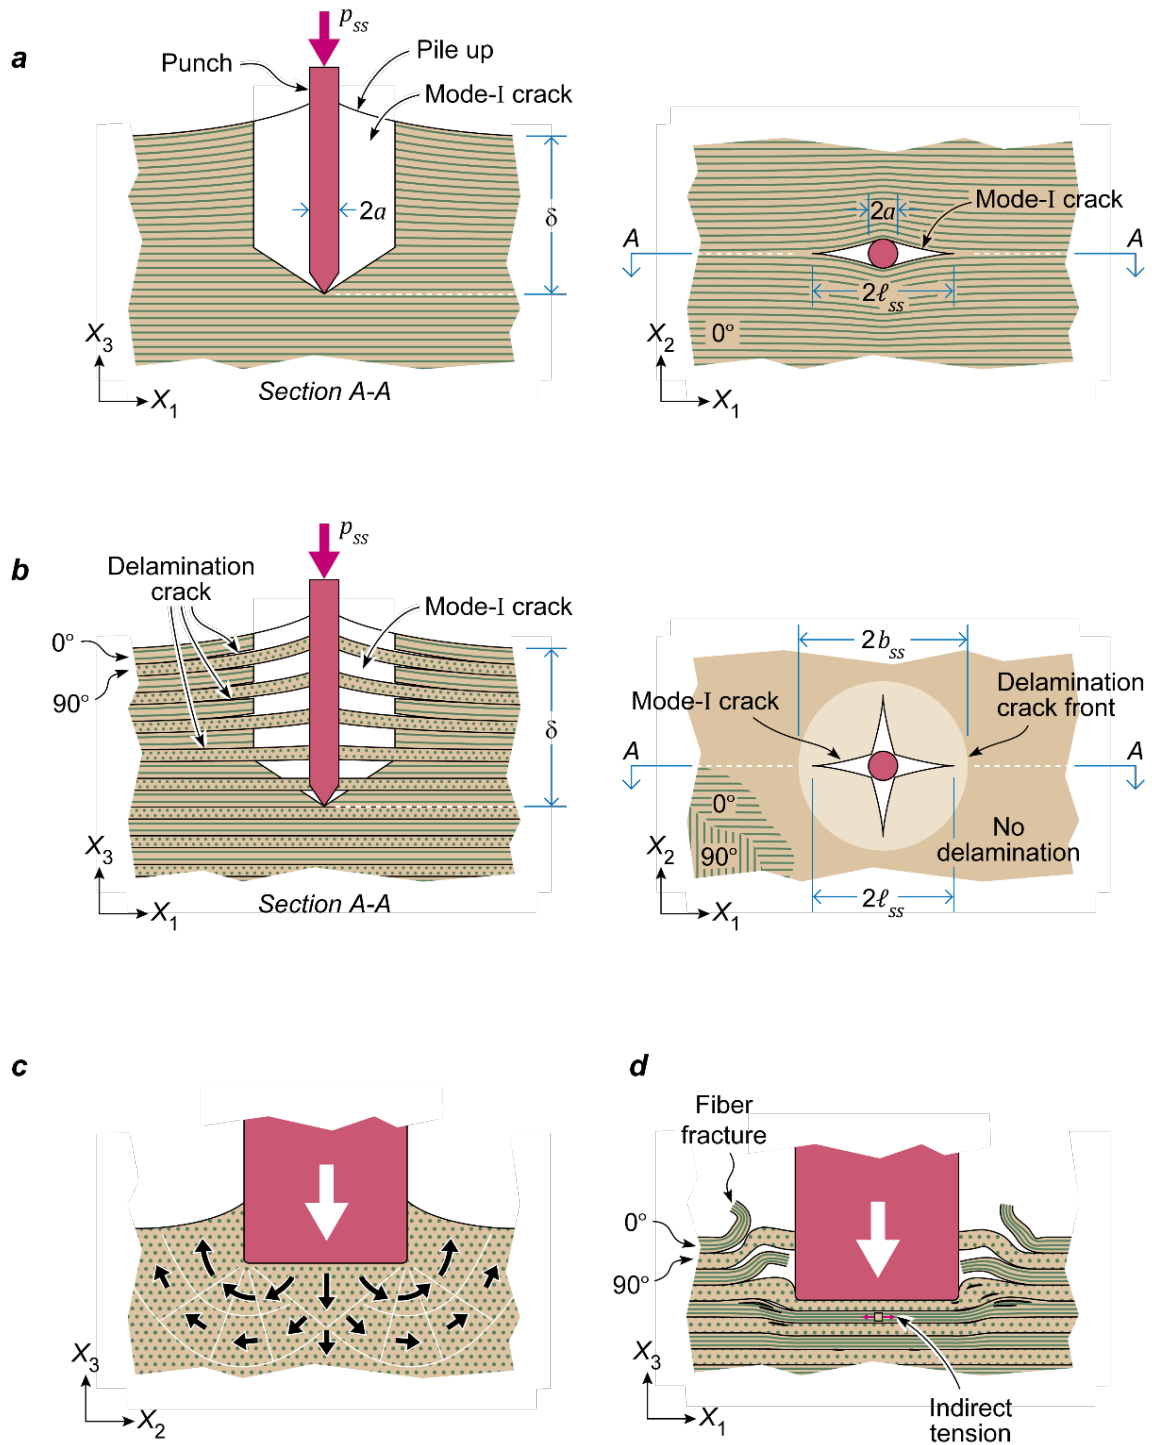 a
p_ss
Punch
Pile up
Mode-I crack
2a
δ
X3
X1
Section A-A
2a
Mode-I crack
A
A
2ℓ_ss
0°
X2
X1
b
p_ss
Delamination
crack
Mode-I crack
0°
90°
δ
X3
X1
Section A-A
2b_ss
Mode-I crack
Delamination
crack front
A
A
0°
90°
No
delamination
X2
X1
2ℓ_ss
c
X3
X2
d
Fiber
fracture
0°
90°
X3
X1
Indirect
tension